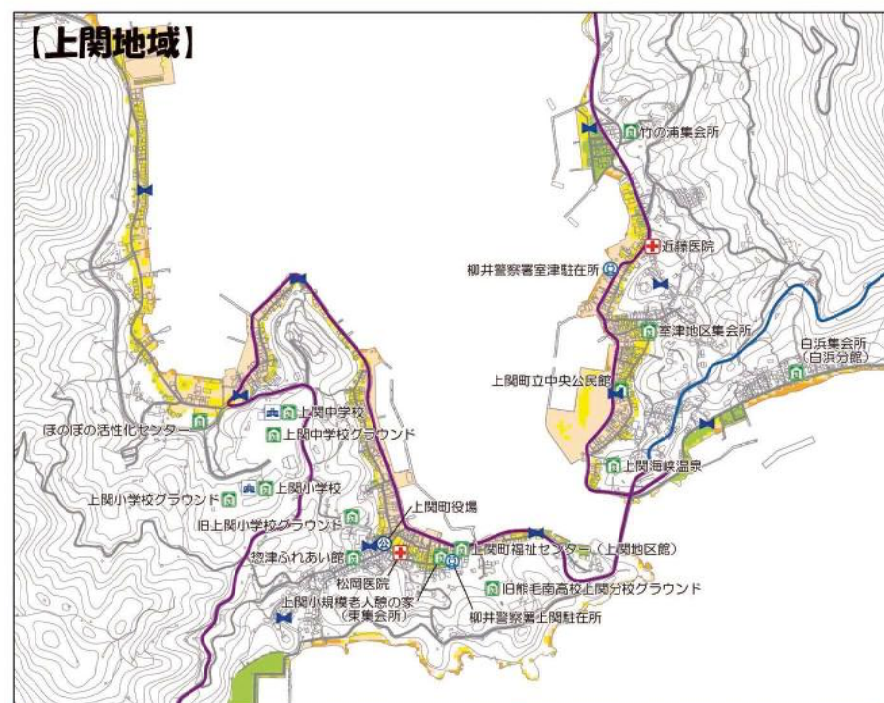 【上関地域】
竹の浦集会所
近藤医院
柳井警察署室津駐在所
室津地区集会所
白浜集会所
(白浜分館)
上関町立中央公民館
上関中学校
ほのぼの活性化センター
上関中学校グラウンド
上関海峡温泉
上関小学校
上関小学校グラウンド
上関町役場
旧上関小学校グラウンド
上関町福祉センター(上関地区館)
惣津ふれあい館
松岡医院
旧熊毛南高校上関分校グラウンド
上関小規模老人憩の家
(東集会所)
柳井警察署上関駐在所